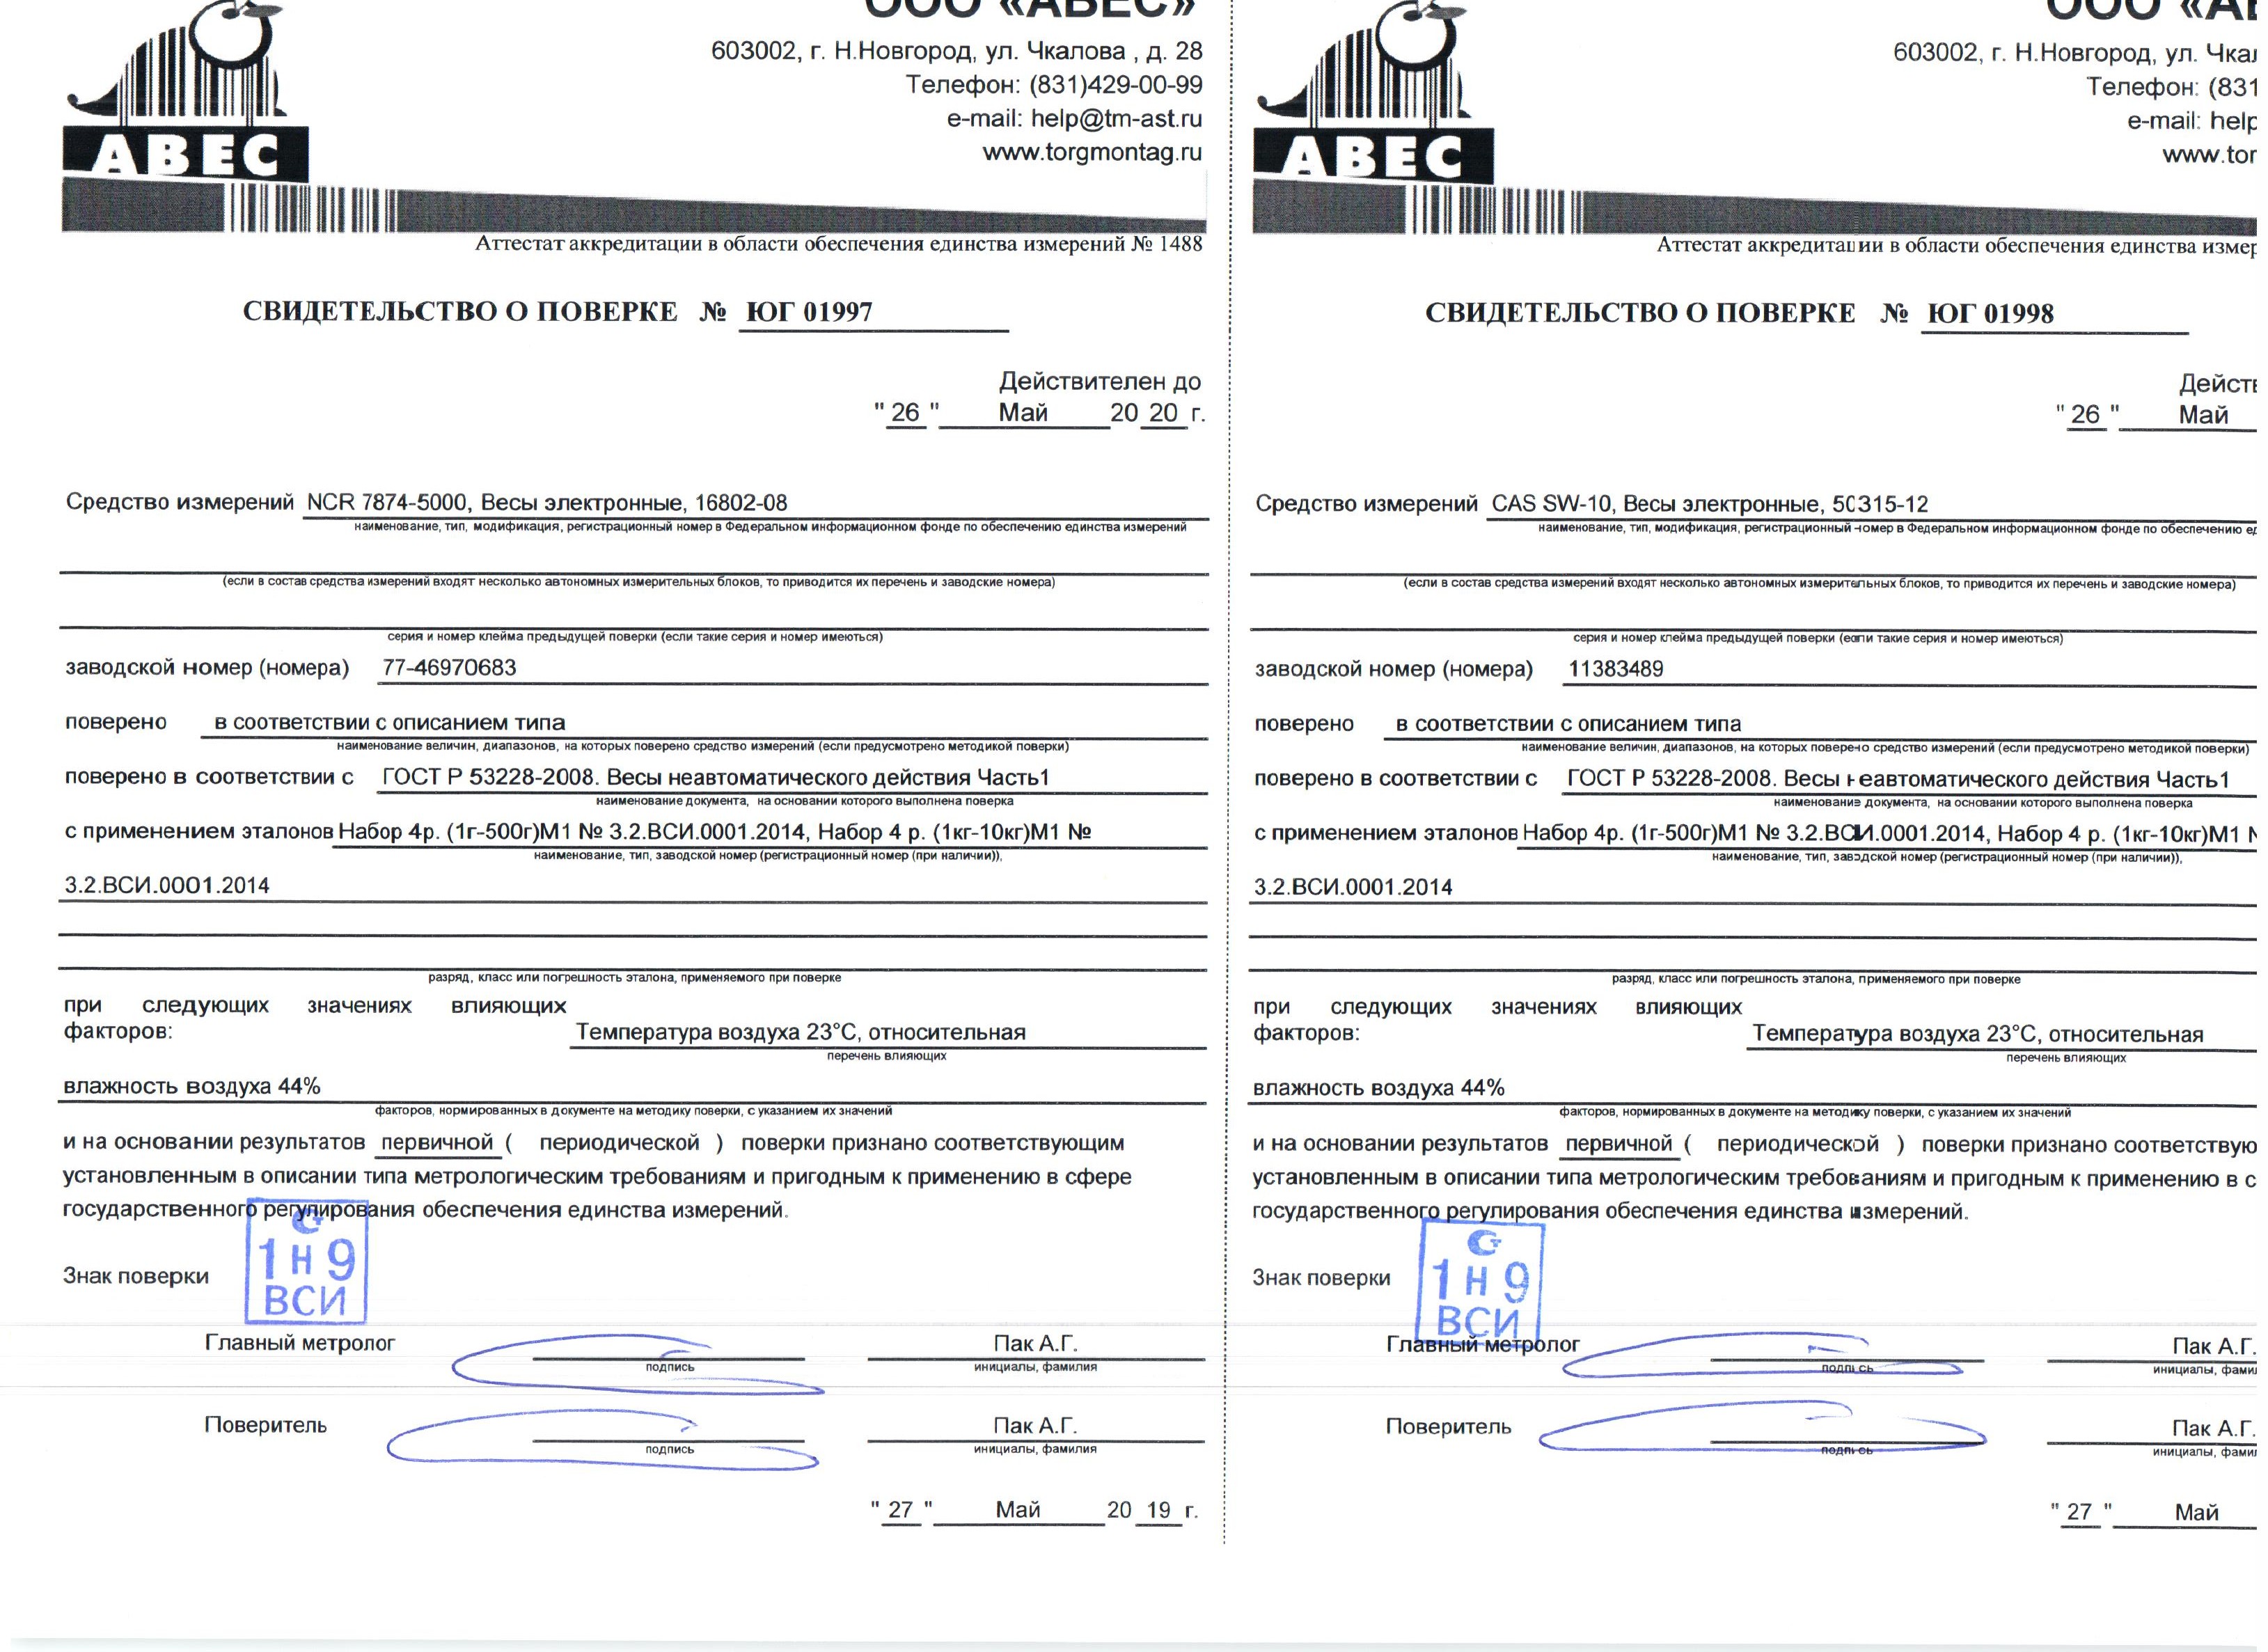 ООО «АВЕС»
603002, г. Н.Новгород, ул. Чкалова , д. 28
Телефон: (831)429-00-99
e-mail: help@tm-ast.ru
www.torgmontag.ru
АВЕС
Аттестат аккредитации в области обеспечения единства измерений № 1488
СВИДЕТЕЛЬСТВО О ПОВЕРКЕ № ЮГ 01997
Действителен до
" 26 " Май 20 20 г.
Средство измерений NCR 7874-5000, Весы электронные, 16802-08
наименование, тип, модификация, регистрационный номер в Федеральном информационном фонде по обеспечению единства измерений
(если в состав средства измерений входят несколько автономных измерительных блоков, то приводится их перечень и заводские номера)
серия и номер клейма предыдущей поверки (если такие серия и номер имеються)
заводской номер (номера) 77-46970683
поверено в соответствии с описанием типа
наименование величин, диапазонов, на которых поверено средство измерений (если предусмотрено методикой поверки)
поверено в соответствии с ГОСТ Р 53228-2008. Весы неавтоматического действия Часть1
наименование документа, на основании которого выполнена поверка
с применением эталонов Набор 4р. (1г-500г)М1 № 3.2.ВСИ.0001.2014, Набор 4 р. (1кг-10кг)М1 №
наименование, тип, заводской номер (регистрационный номер (при наличии)),
3.2.ВСИ.0001.2014
разряд, класс или погрешность эталона, применяемого при поверке
при следующих значениях влияющих
факторов: Температура воздуха 23°С, относительная
перечень влияющих
влажность воздуха 44%
факторов, нормированных в документе на методику поверки, с указанием их значений
и на основании результатов первичной ( периодической ) поверки признано соответствующим
установленным в описании типа метрологическим требованиям и пригодным к применению в сфере
государственного регулирования обеспечения единства измерений.
1 Н 9
ВСИ
Знак поверки
Главный метролог Пак А.Г.
подпись инициалы, фамилия
Поверитель Пак А.Г.
подпись инициалы, фамилия
" 27 " Май 20 19 г.
ООО «АВ
603002, г. Н.Новгород, ул. Чкал
Телефон: (831
e-mail: help
www.tor
АВЕС
Аттестат аккредитации в области обеспечения единства измер
СВИДЕТЕЛЬСТВО О ПОВЕРКЕ № ЮГ 01998
Действ
" 26 " Май
Средство измерений CAS SW-10, Весы электронные, 50315-12
наименование, тип, модификация, регистрационный номер в Федеральном информационном фонде по обеспечению ед
(если в состав средства измерений входят несколько автономных измерительных блоков, то приводится их перечень и заводские номера)
серия и номер клейма предыдущей поверки (если такие серия и номер имеються)
заводской номер (номера) 11383489
поверено в соответствии с описанием типа
наименование величин, диапазонов, на которых поверено средство измерений (если предусмотрено методикой поверки)
поверено в соответствии с ГОСТ Р 53228-2008. Весы неавтоматического действия Часть1
наименование документа, на основании которого выполнена поверка
с применением эталонов Набор 4р. (1г-500г)М1 № 3.2.ВСИ.0001.2014, Набор 4 р. (1кг-10кг)М1 №
наименование, тип, заводской номер (регистрационный номер (при наличии)),
3.2.ВСИ.0001.2014
разряд, класс или погрешность эталона, применяемого при поверке
при следующих значениях влияющих
факторов: Температура воздуха 23°С, относительная
перечень влияющих
влажность воздуха 44%
факторов, нормированных в документе на методику поверки, с указанием их значений
и на основании результатов первичной ( периодической ) поверки признано соответствую
установленным в описании типа метрологическим требованиям и пригодным к применению в с
государственного регулирования обеспечения единства измерений.
1 Н 9
ВСИ
Знак поверки
Главный метролог Пак А.Г.
подпись инициалы, фамил
Поверитель Пак А.Г.
подпись инициалы, фамил
" 27 " Май